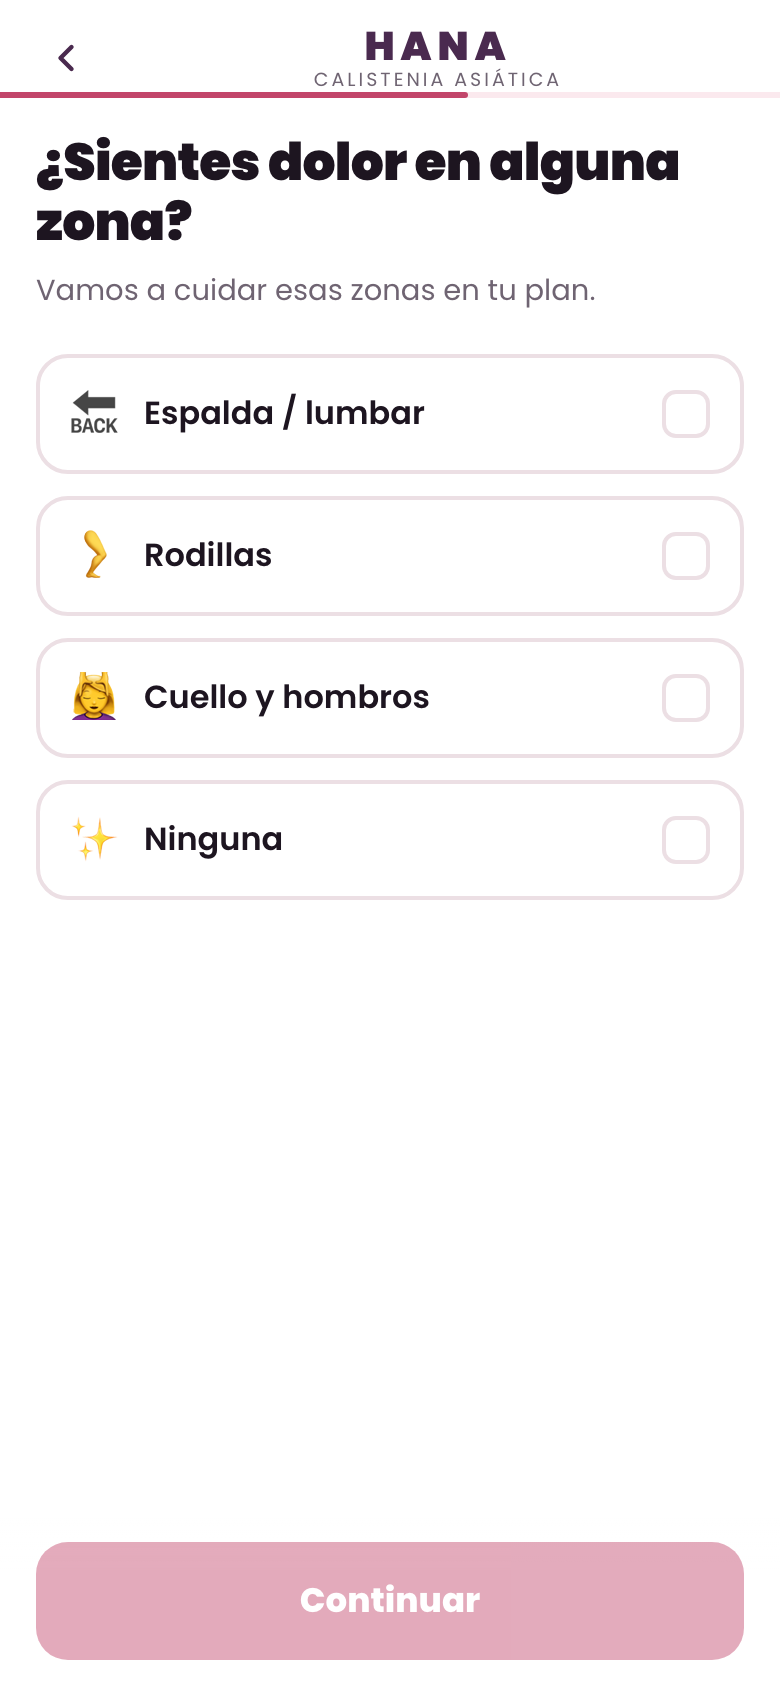 HANA
CALISTENIA ASIÁTICA
¿Sientes dolor en alguna
zona?
Vamos a cuidar esas zonas en tu plan.
BACK
Espalda / lumbar
Rodillas
Cuello y hombros
Ninguna
Continuar